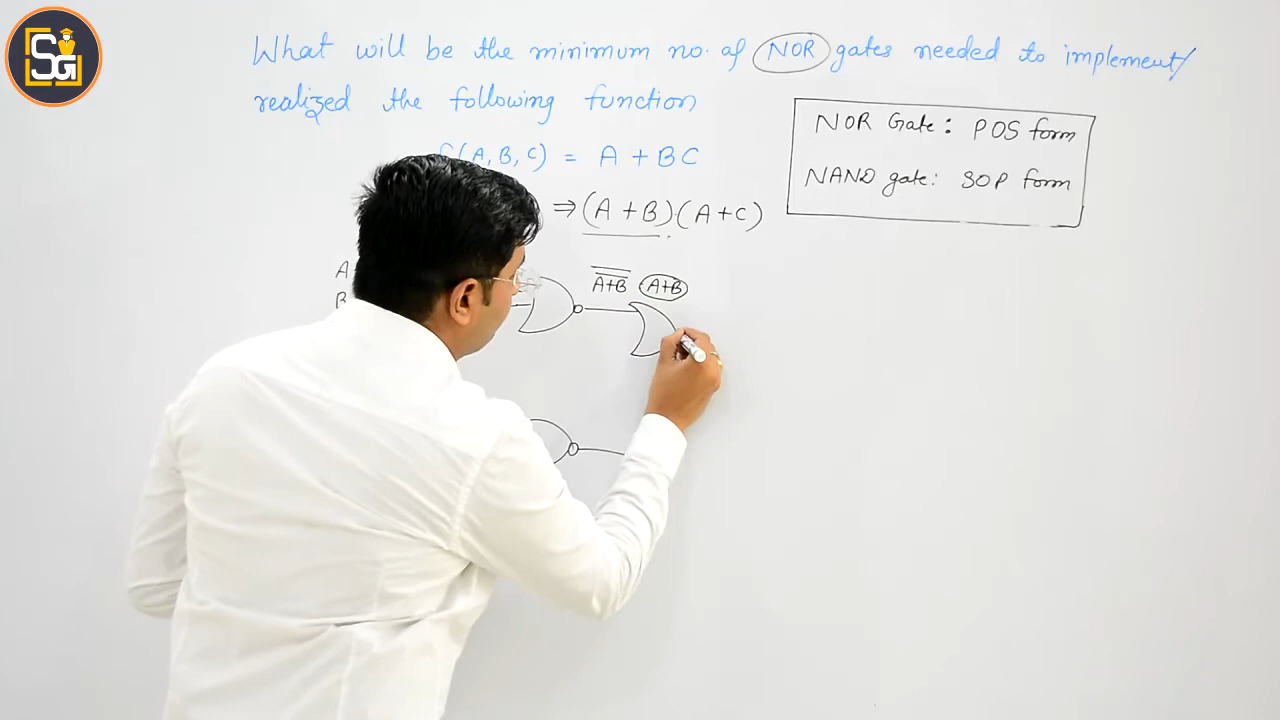 SG
What will be the minimum no. of NOR gates needed to implement/
realized the following function
f(A, B, C) = A + BC
⇒ (A + B).(A + C)
NOR Gate: POS form
NAND gate: SOP form
A
B
A+B A+B